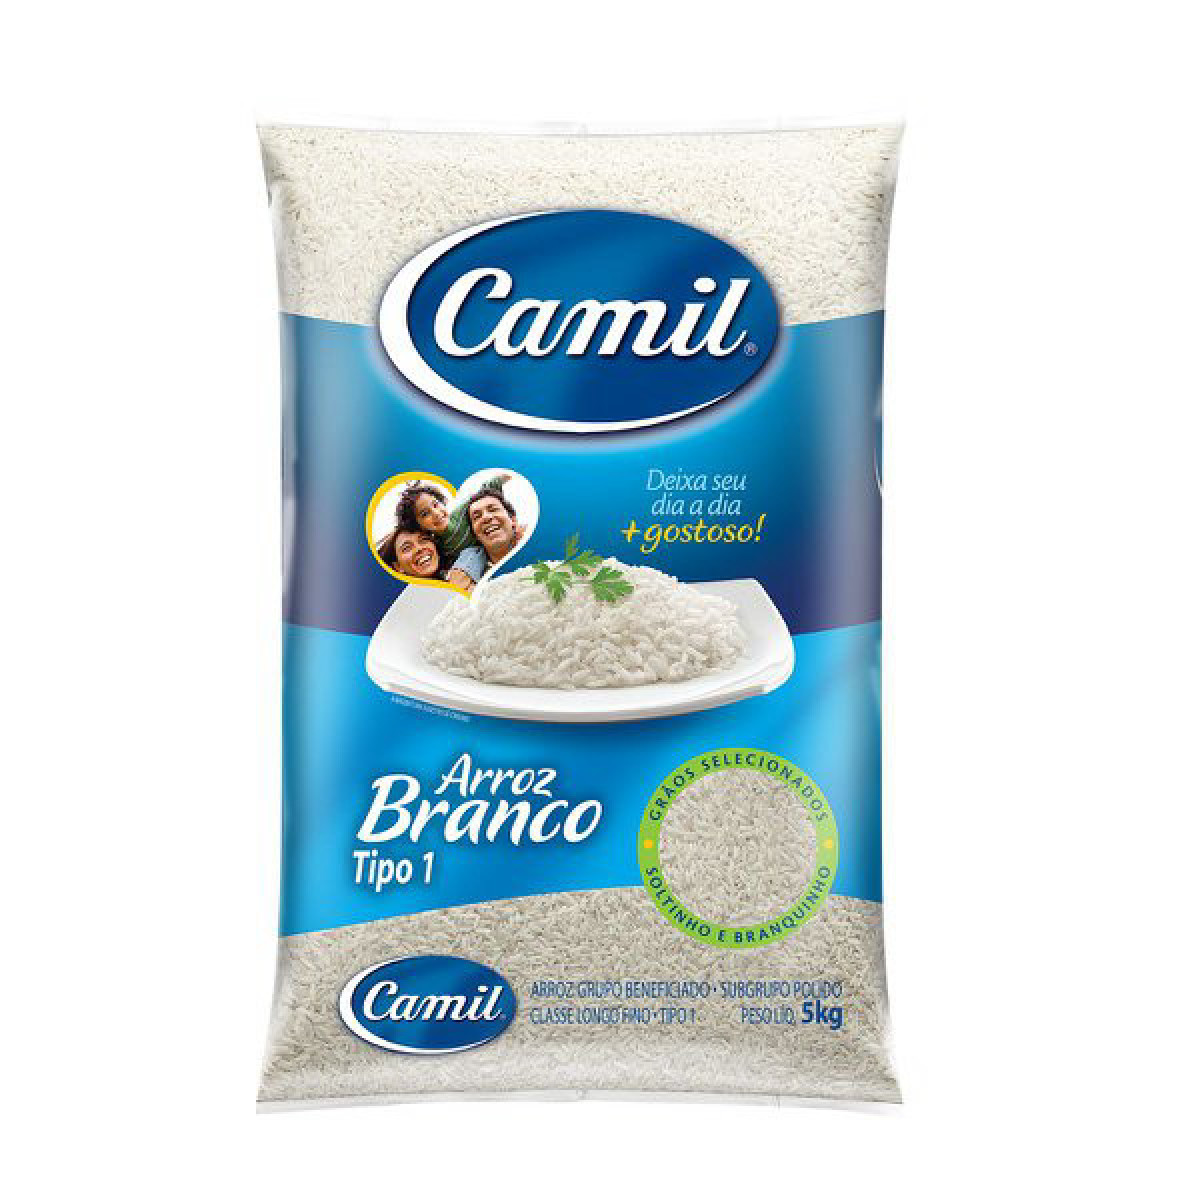 Camil®
Deixa seu
dia a dia
+gostoso!
Arroz
Branco
Tipo 1
GRÃOS SELECIONADOS
SOLTINHO E BRANQUINHO
Camil
ARROZ GRUPO BENEFICIADO • SUBGRUPO POLIDO
CLASSE LONGO FINO • TIPO 1 PESO LÍQ. 5kg